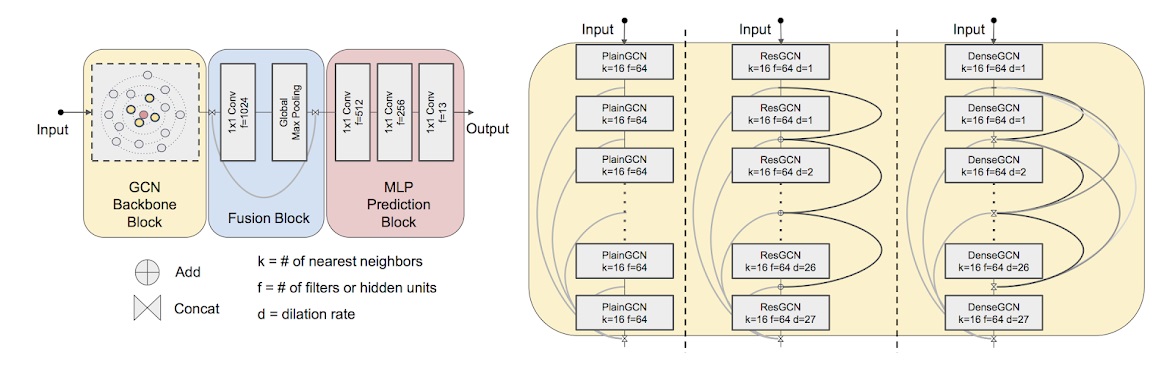 Input
1x1 Conv
f=1024
Global
Max Pooling
1x1 Conv
f=512
1x1 Conv
f=256
1x1 Conv
f=13
Output
GCN
Backbone
Block
Fusion Block
MLP
Prediction
Block
Add
Concat
k = # of nearest neighbors
f = # of filters or hidden units
d = dilation rate
Input
PlainGCN
k=16 f=64
PlainGCN
k=16 f=64
PlainGCN
k=16 f=64
PlainGCN
k=16 f=64
PlainGCN
k=16 f=64
Input
ResGCN
k=16 f=64 d=1
ResGCN
k=16 f=64 d=1
ResGCN
k=16 f=64 d=2
ResGCN
k=16 f=64 d=26
ResGCN
k=16 f=64 d=27
Input
DenseGCN
k=16 f=64 d=1
DenseGCN
k=16 f=64 d=1
DenseGCN
k=16 f=64 d=2
DenseGCN
k=16 f=64 d=26
DenseGCN
k=16 f=64 d=27